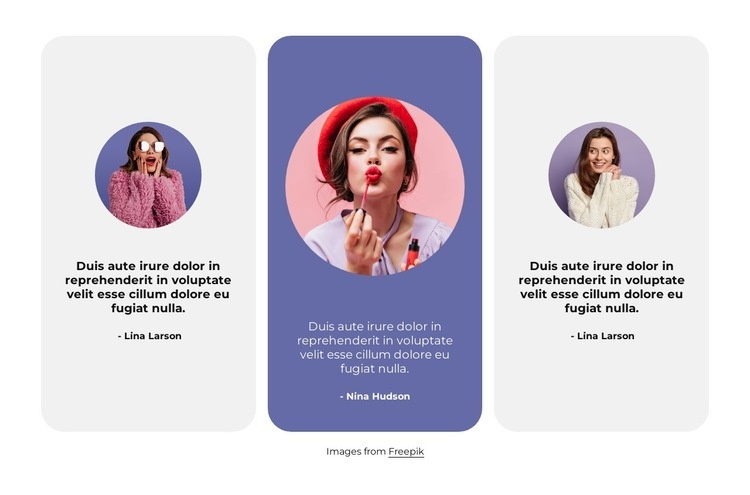 Duis aute irure dolor in
reprehenderit in voluptate
velit esse cillum dolore eu
fugiat nulla.
- Lina Larson
Duis aute irure dolor in
reprehenderit in voluptate
velit esse cillum dolore eu
fugiat nulla.
- Nina Hudson
Duis aute irure dolor in
reprehenderit in voluptate
velit esse cillum dolore eu
fugiat nulla.
- Lina Larson
Images from Freepik